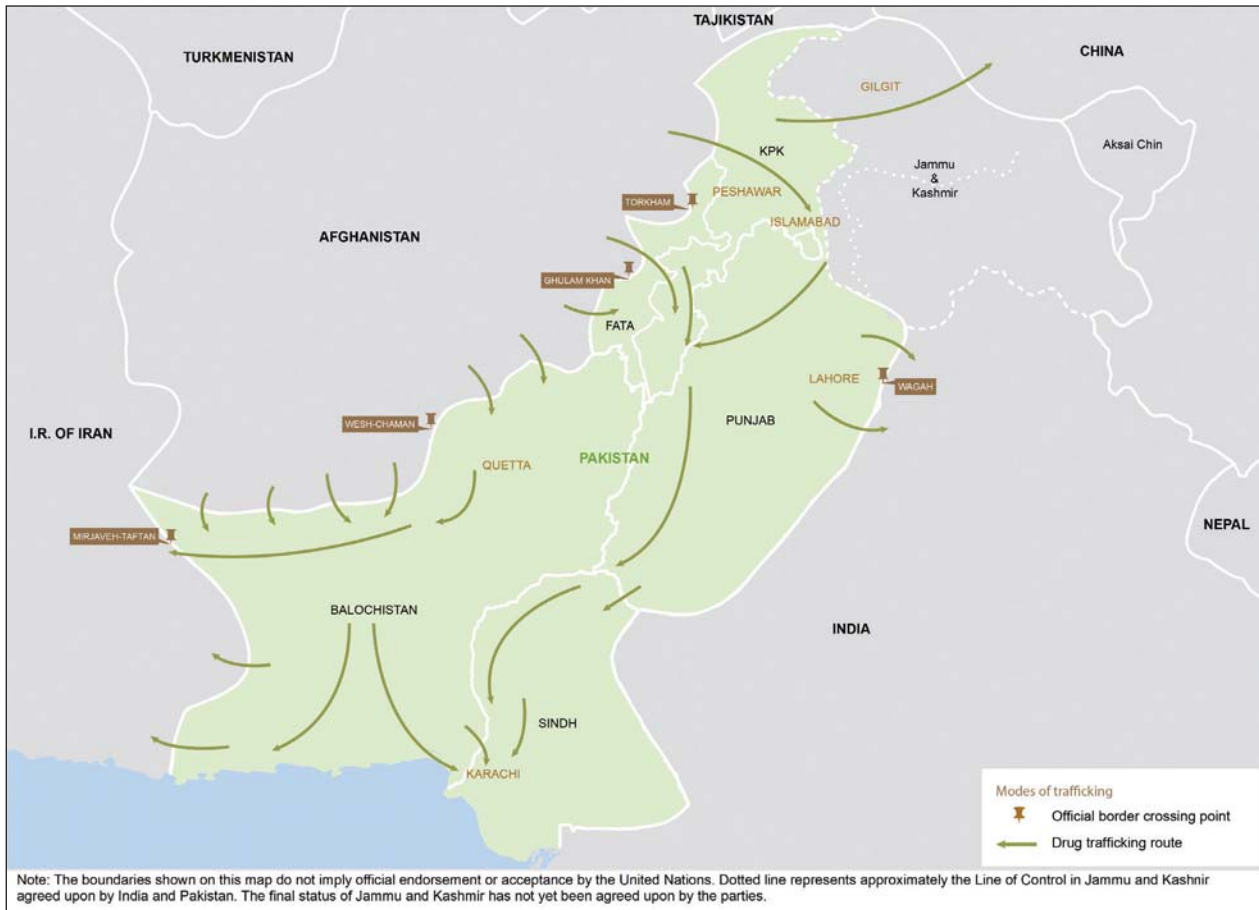 TAJIKISTAN
TURKMENISTAN
CHINA
GILGIT
KPK
Aksai Chin
Jammu
&
Kashmir
PESHAWAR
TORKHAM
ISLAMABAD
AFGHANISTAN
GHULAM KHAN
FATA
LAHORE
WAGAH
WESH-CHAMAN
PUNJAB
I.R. OF IRAN
QUETTA
PAKISTAN
NEPAL
MIRJAVEH-TAFTAN
BALOCHISTAN
INDIA
SINDH
KARACHI
Modes of trafficking
Official border crossing point
Drug trafficking route
Note: The boundaries shown on this map do not imply official endorsement or acceptance by the United Nations. Dotted line represents approximately the Line of Control in Jammu and Kashmir
agreed upon by India and Pakistan. The final status of Jammu and Kashmir has not yet been agreed upon by the parties.